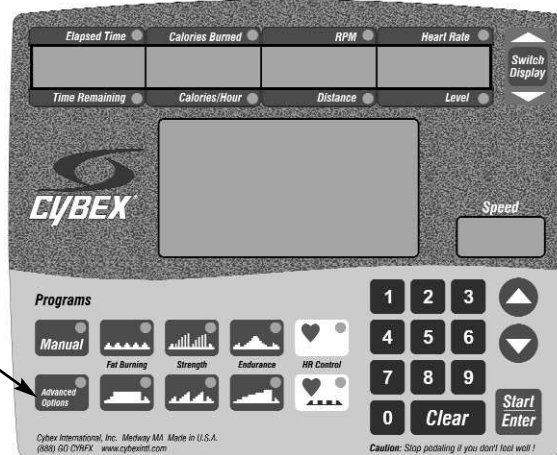 Elapsed Time Calories Burned RPM Heart Rate
Switch
Display
Time Remaining Calories/Hour Distance Level
CYBEX
Speed
Programs
1 2 3
Manual
4 5 6
Fat Burning Strength Endurance HR Control
7 8 9
Advanced
Options
0 Clear
Start
Enter
Cybex International, Inc. Medway MA Made in U.S.A.
(888) GO CYBEX www.cybexintl.com
Caution: Stop pedaling if you don't feel well !